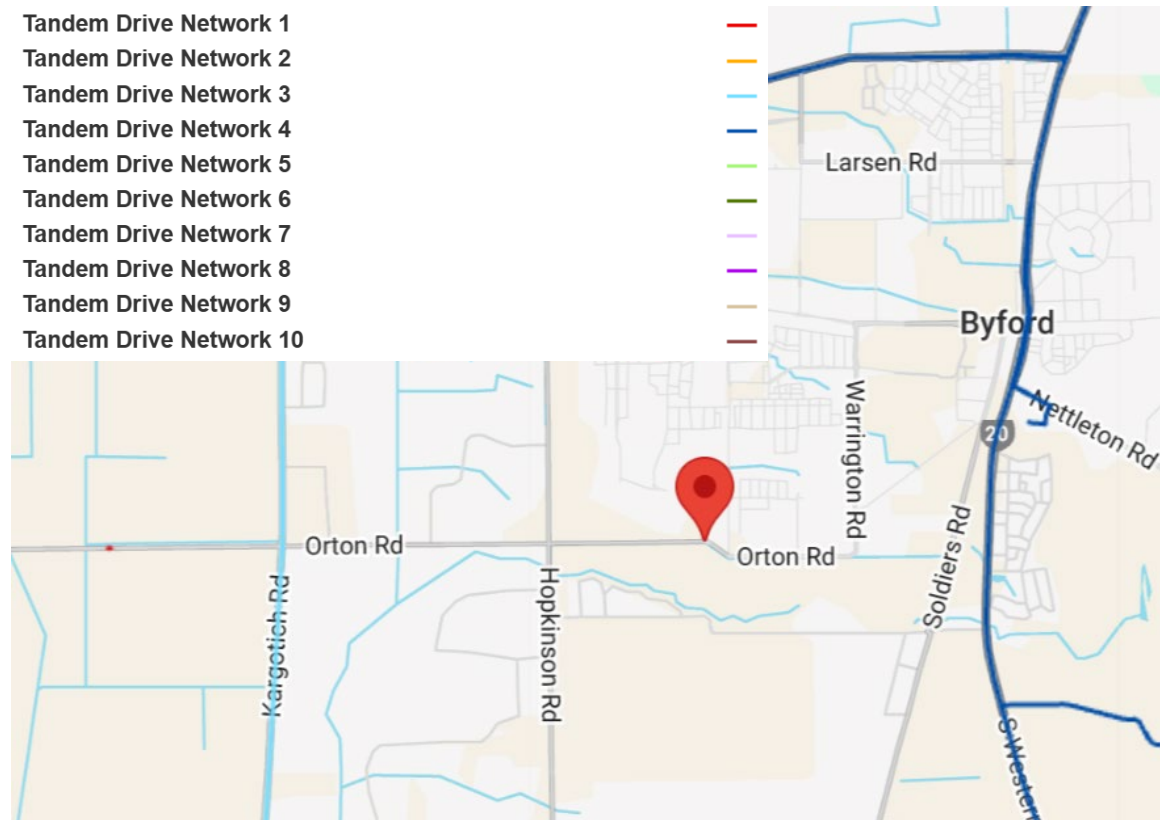 Tandem Drive Network 1
Tandem Drive Network 2
Tandem Drive Network 3
Tandem Drive Network 4
Tandem Drive Network 5
Tandem Drive Network 6
Tandem Drive Network 7
Tandem Drive Network 8
Tandem Drive Network 9
Tandem Drive Network 10
Larsen Rd
Byford
Nettleton Rd
20
Warrington Rd
Orton Rd
Orton Rd
Soldiers Rd
Kargotich Rd
Hopkinson Rd
S Western